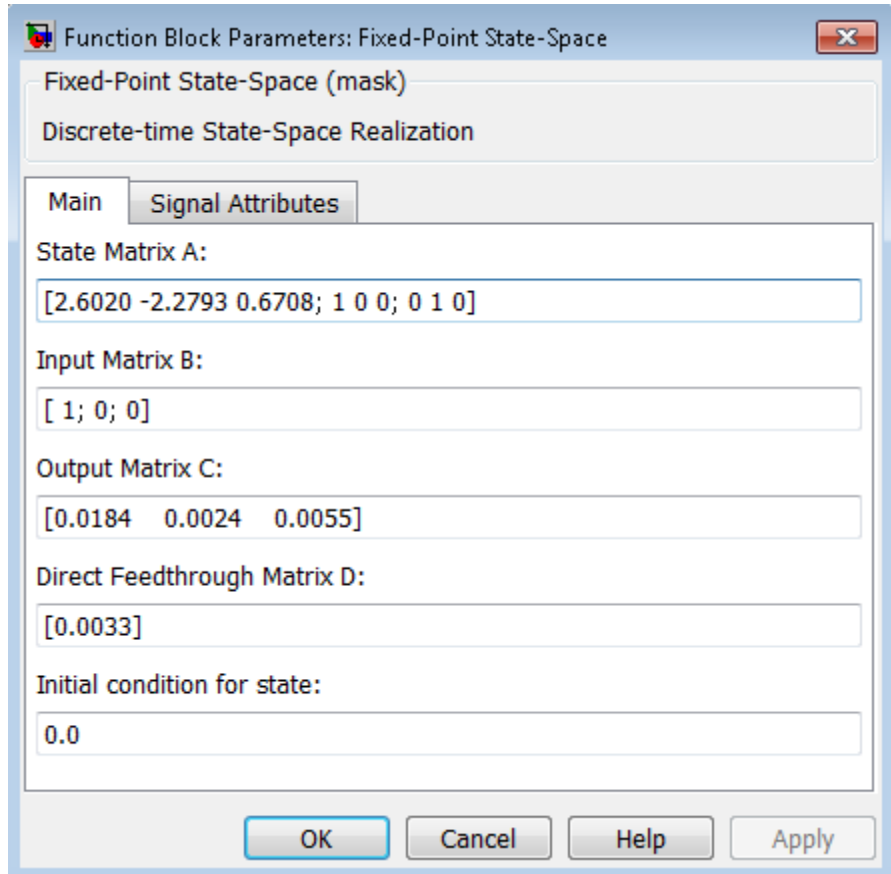 Function Block Parameters: Fixed-Point State-Space
Fixed-Point State-Space (mask)
Discrete-time State-Space Realization
Main Signal Attributes
State Matrix A:
[2.6020 -2.2793 0.6708; 1 0 0; 0 1 0]
Input Matrix B:
[ 1; 0; 0]
Output Matrix C:
[0.0184 0.0024 0.0055]
Direct Feedthrough Matrix D:
[0.0033]
Initial condition for state:
0.0
OK Cancel Help Apply